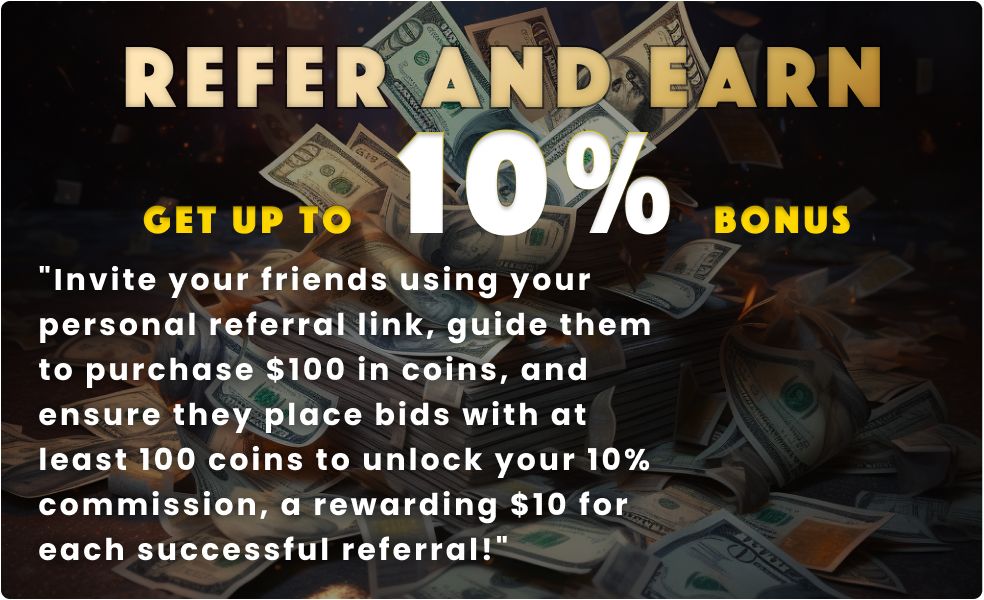 REFER AND EARN
GET UP TO 10% BONUS
"Invite your friends using your
personal referral link, guide them
to purchase $100 in coins, and
ensure they place bids with at
least 100 coins to unlock your 10%
commission, a rewarding $10 for
each successful referral!"